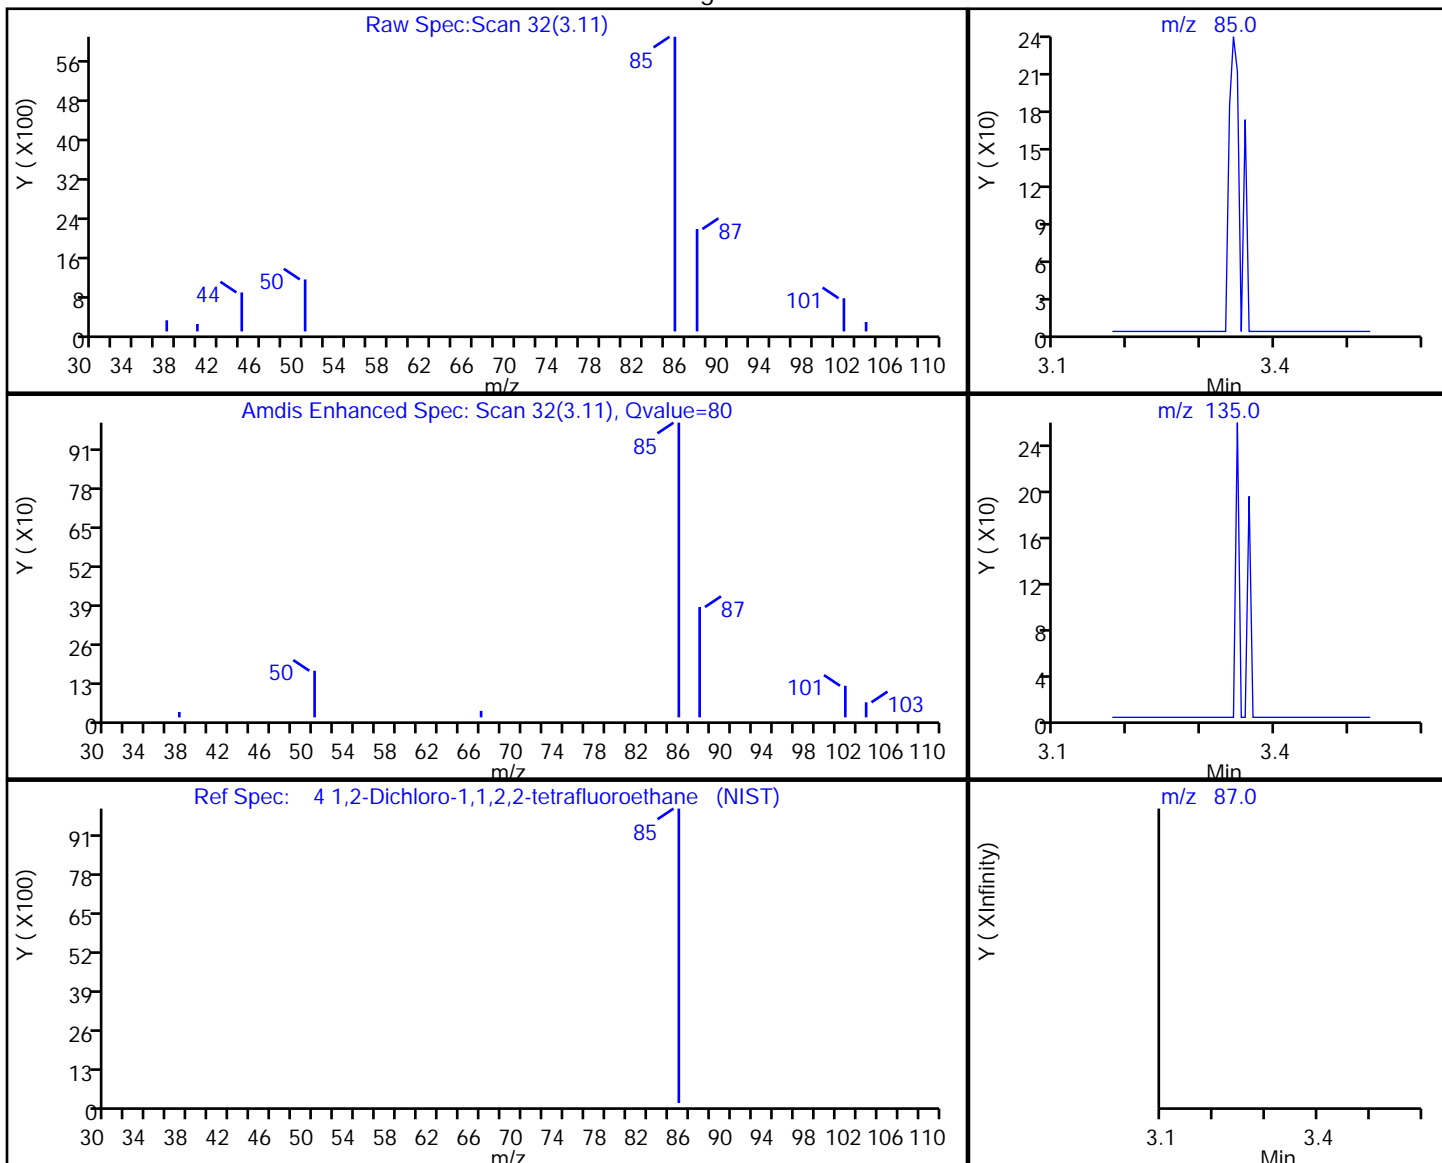 Raw Spec:Scan 32(3.11)
Y ( X100)
56
48
40
32
24
16
8
0
85
87
50
44
101
30 34 38 42 46 50 54 58 62 66 70 74 78 82 86 90 94 98 102 106 110
m/z
m/z 85.0
Y ( X10)
24
21
18
15
12
9
6
3
0
3.1 3.4
Min
Amdis Enhanced Spec: Scan 32(3.11), Qvalue=80
Y ( X10)
91
78
65
52
39
26
13
0
85
87
50
101
103
30 34 38 42 46 50 54 58 62 66 70 74 78 82 86 90 94 98 102 106 110
m/z
m/z 135.0
Y ( X10)
24
20
16
12
8
4
0
3.1 3.4
Min
Ref Spec: 4 1,2-Dichloro-1,1,2,2-tetrafluoroethane (NIST)
Y ( X100)
91
78
65
52
39
26
13
0
85
30 34 38 42 46 50 54 58 62 66 70 74 78 82 86 90 94 98 102 106 110
m/z
m/z 87.0
Y ( XInfinity)
3.1 3.4
Min